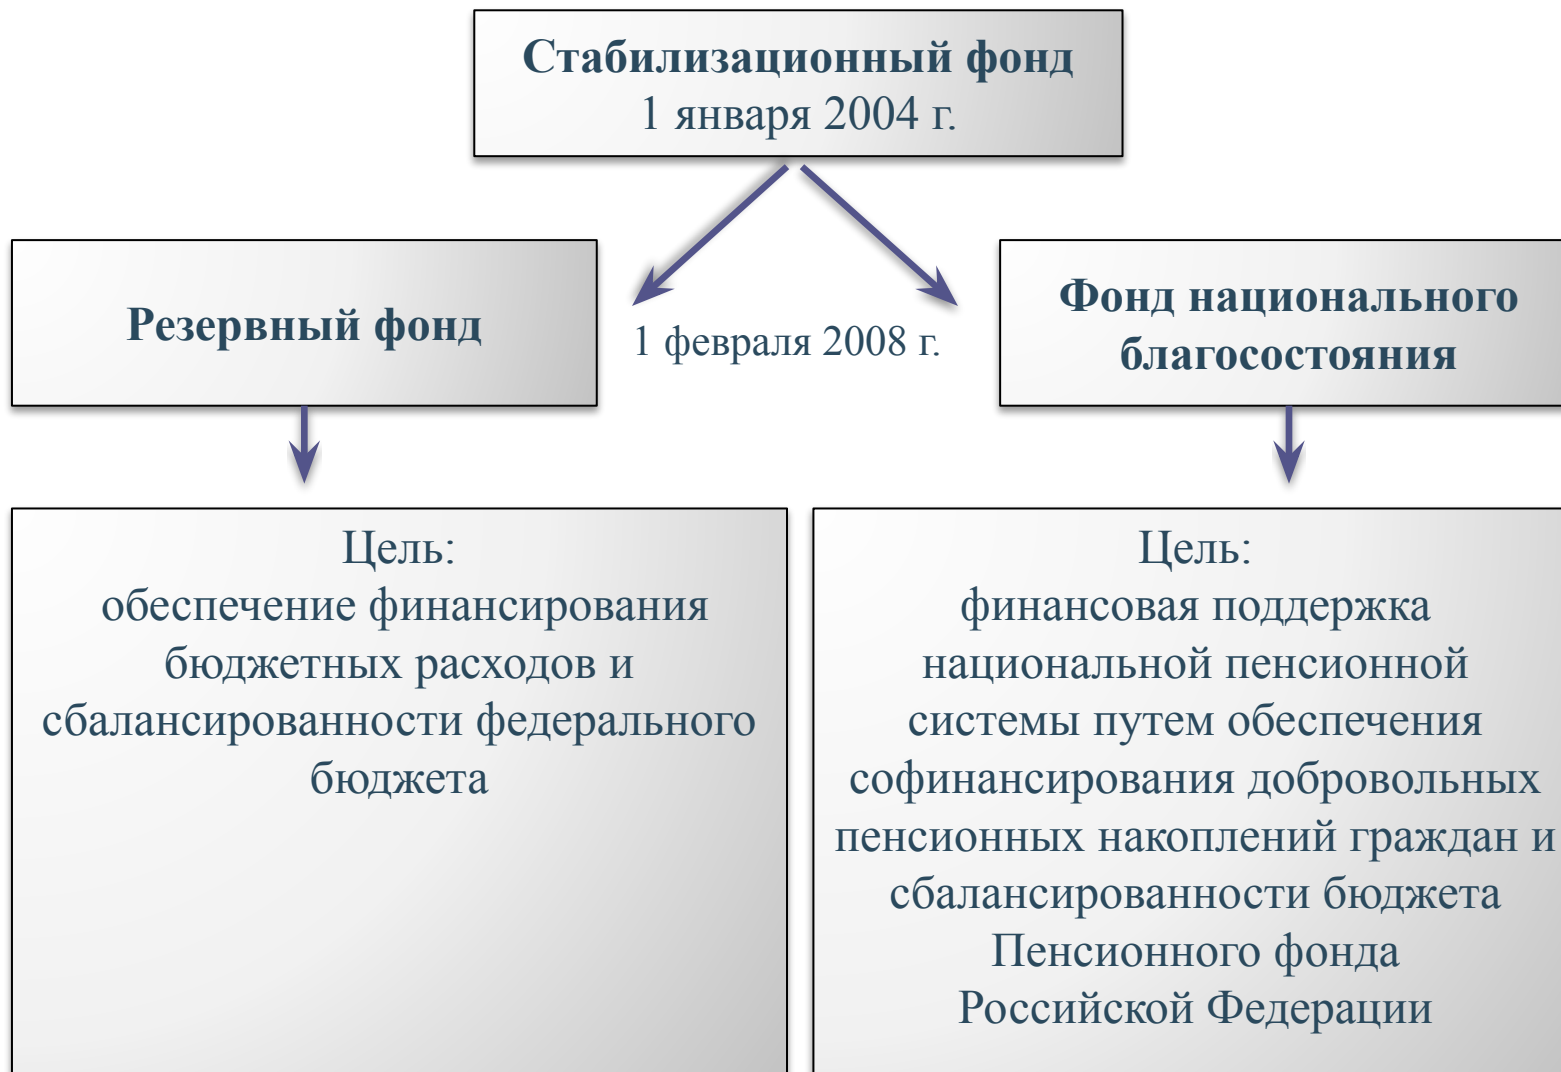 Стабилизационный фонд
1 января 2004 г.
Резервный фонд
1 февраля 2008 г.
Фонд национального
благосостояния
Цель:
обеспечение финансирования
бюджетных расходов и
сбалансированности федерального
бюджета
Цель:
финансовая поддержка
национальной пенсионной
системы путем обеспечения
софинансирования добровольных
пенсионных накоплений граждан и
сбалансированности бюджета
Пенсионного фонда
Российской Федерации